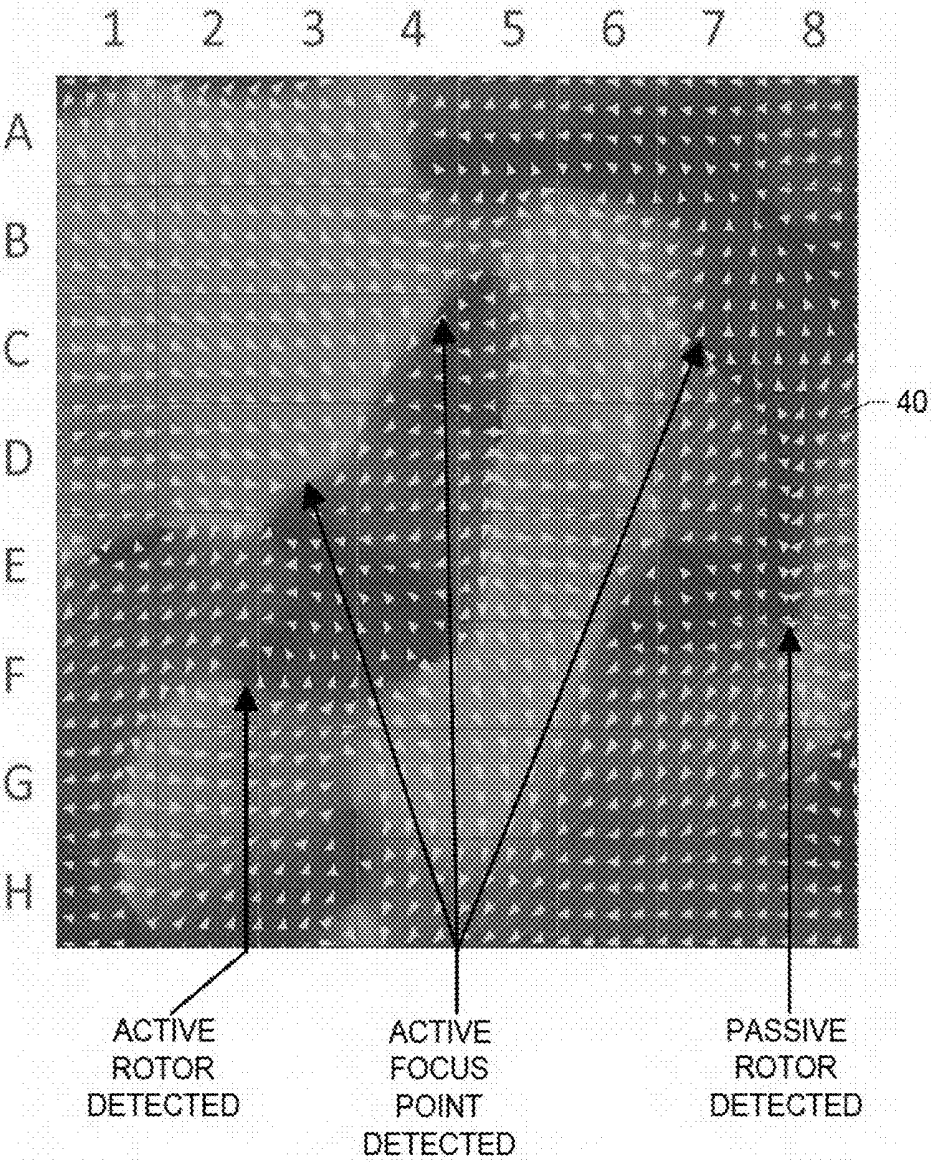 1 2 3 4 5 6 7 8
A
B
C
D
40
E
F
G
H
ACTIVE ROTOR DETECTED
ACTIVE FOCUS POINT DETECTED
PASSIVE ROTOR DETECTED